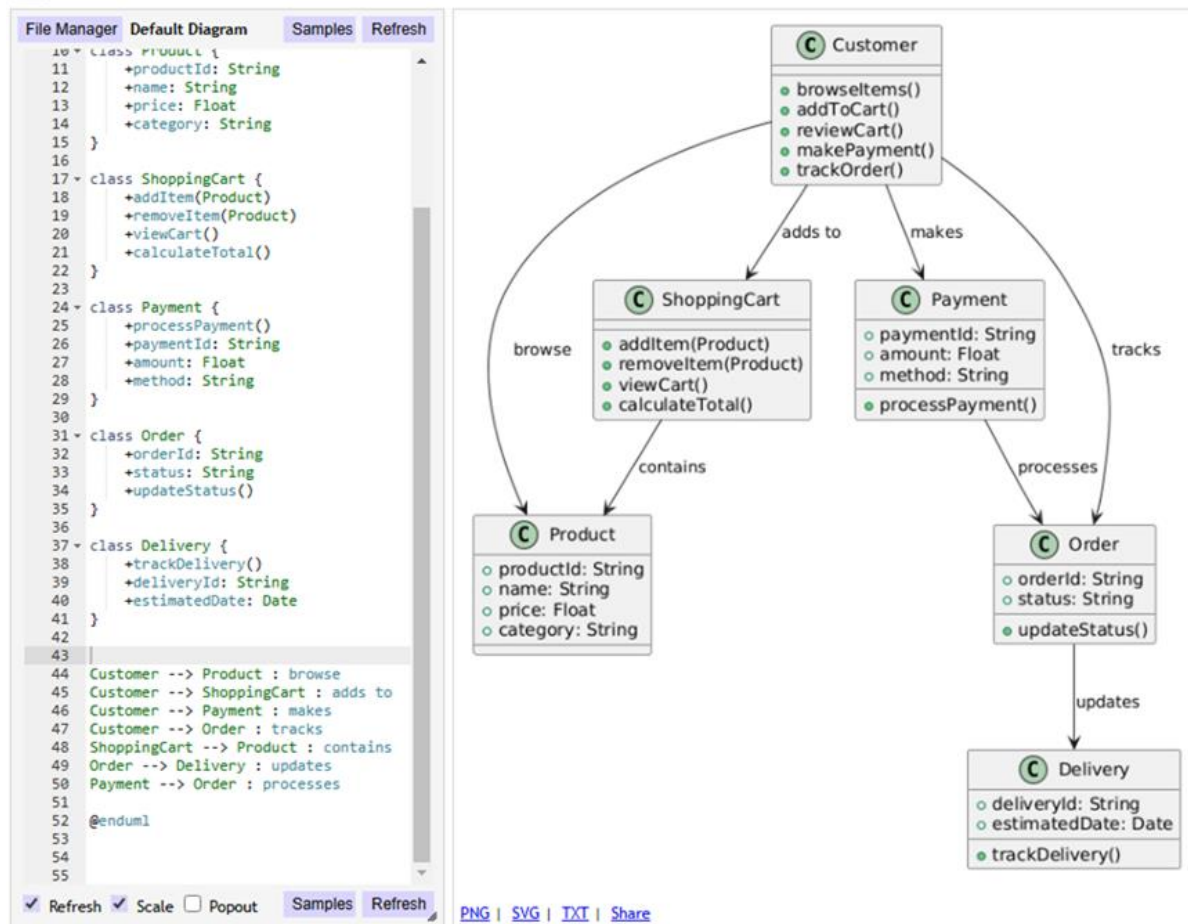 File Manager Default Diagram Samples Refresh
10 class Product {
11 +productId: String
12 +name: String
13 +price: Float
14 +category: String
15 }
16
17 class ShoppingCart {
18 +addItem(Product)
19 +removeItem(Product)
20 +viewCart()
21 +calculateTotal()
22 }
23
24 class Payment {
25 +processPayment()
26 +paymentId: String
27 +amount: Float
28 +method: String
29 }
30
31 class Order {
32 +orderId: String
33 +status: String
34 +updateStatus()
35 }
36
37 class Delivery {
38 +trackDelivery()
39 +deliveryId: String
40 +estimatedDate: Date
41 }
42
43
44 Customer --> Product : browse
45 Customer --> ShoppingCart : adds to
46 Customer --> Payment : makes
47 Customer --> Order : tracks
48 ShoppingCart --> Product : contains
49 Order --> Delivery : updates
50 Payment --> Order : processes
51
52 @enduml
53
54
55
Refresh Scale Popout Samples Refresh
C Customer
browseItems()
addToCart()
reviewCart()
makePayment()
trackOrder()
adds to
makes
browse
tracks
C ShoppingCart
addItem(Product)
removeItem(Product)
viewCart()
calculateTotal()
C Payment
paymentId: String
amount: Float
method: String
processPayment()
contains
processes
C Product
productId: String
name: String
price: Float
category: String
C Order
orderId: String
status: String
updateStatus()
updates
C Delivery
deliveryId: String
estimatedDate: Date
trackDelivery()
PNG | SVG | TXT | Share